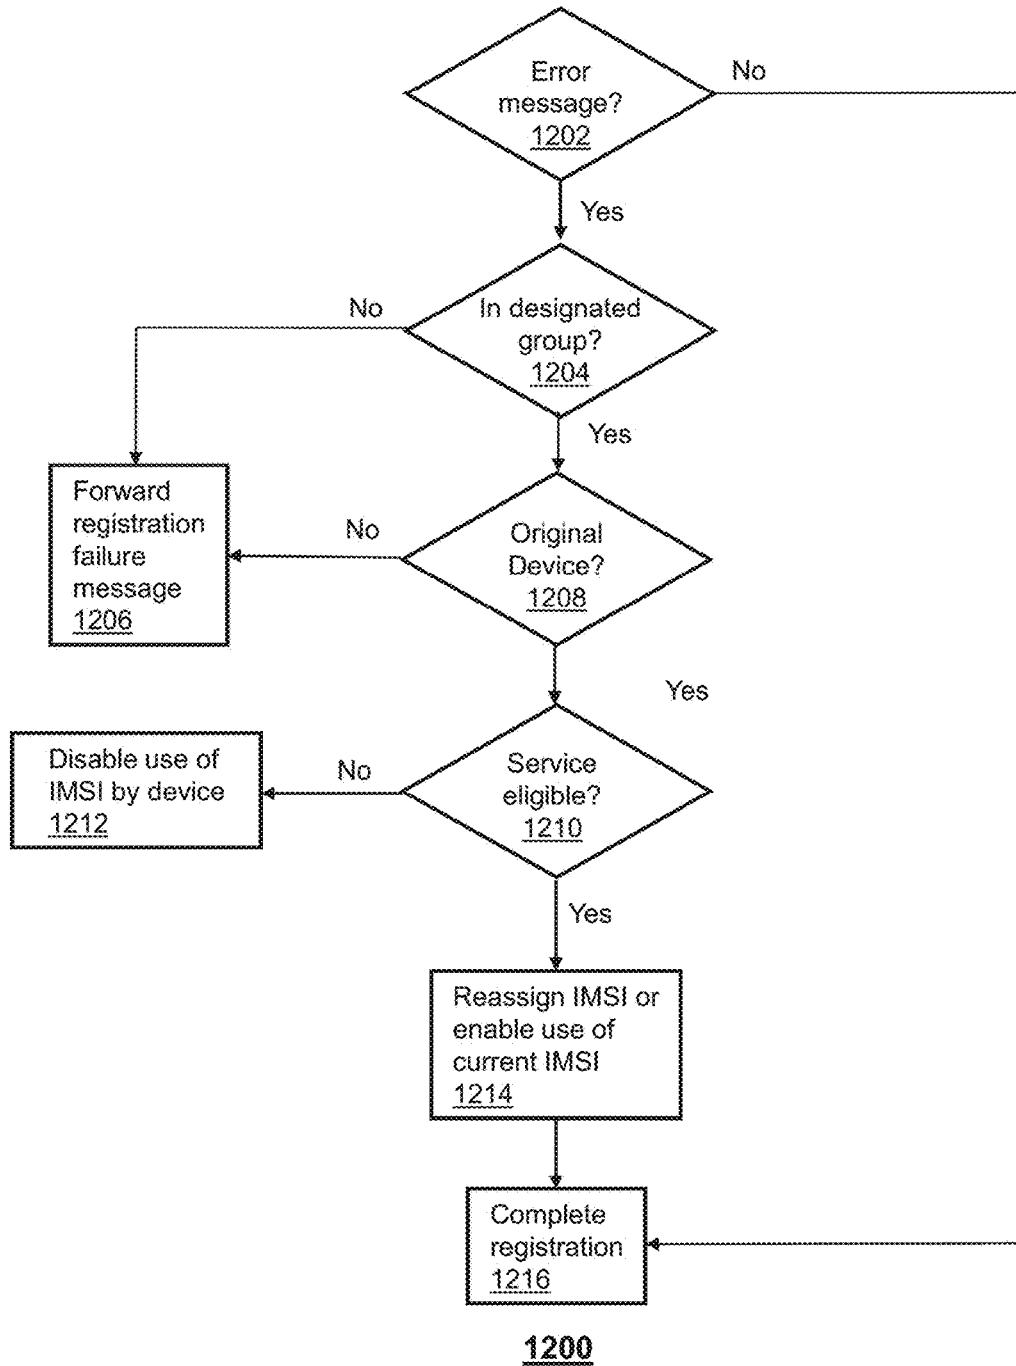 Error
message?
1202
No
Yes
In designated
group?
1204
No
Yes
Forward
registration
failure
message
1206
No
Original
Device?
1208
Yes
Disable use of
IMSI by device
1212
No
Service
eligible?
1210
Yes
Reassign IMSI or
enable use of
current IMSI
1214
Complete
registration
1216
1200